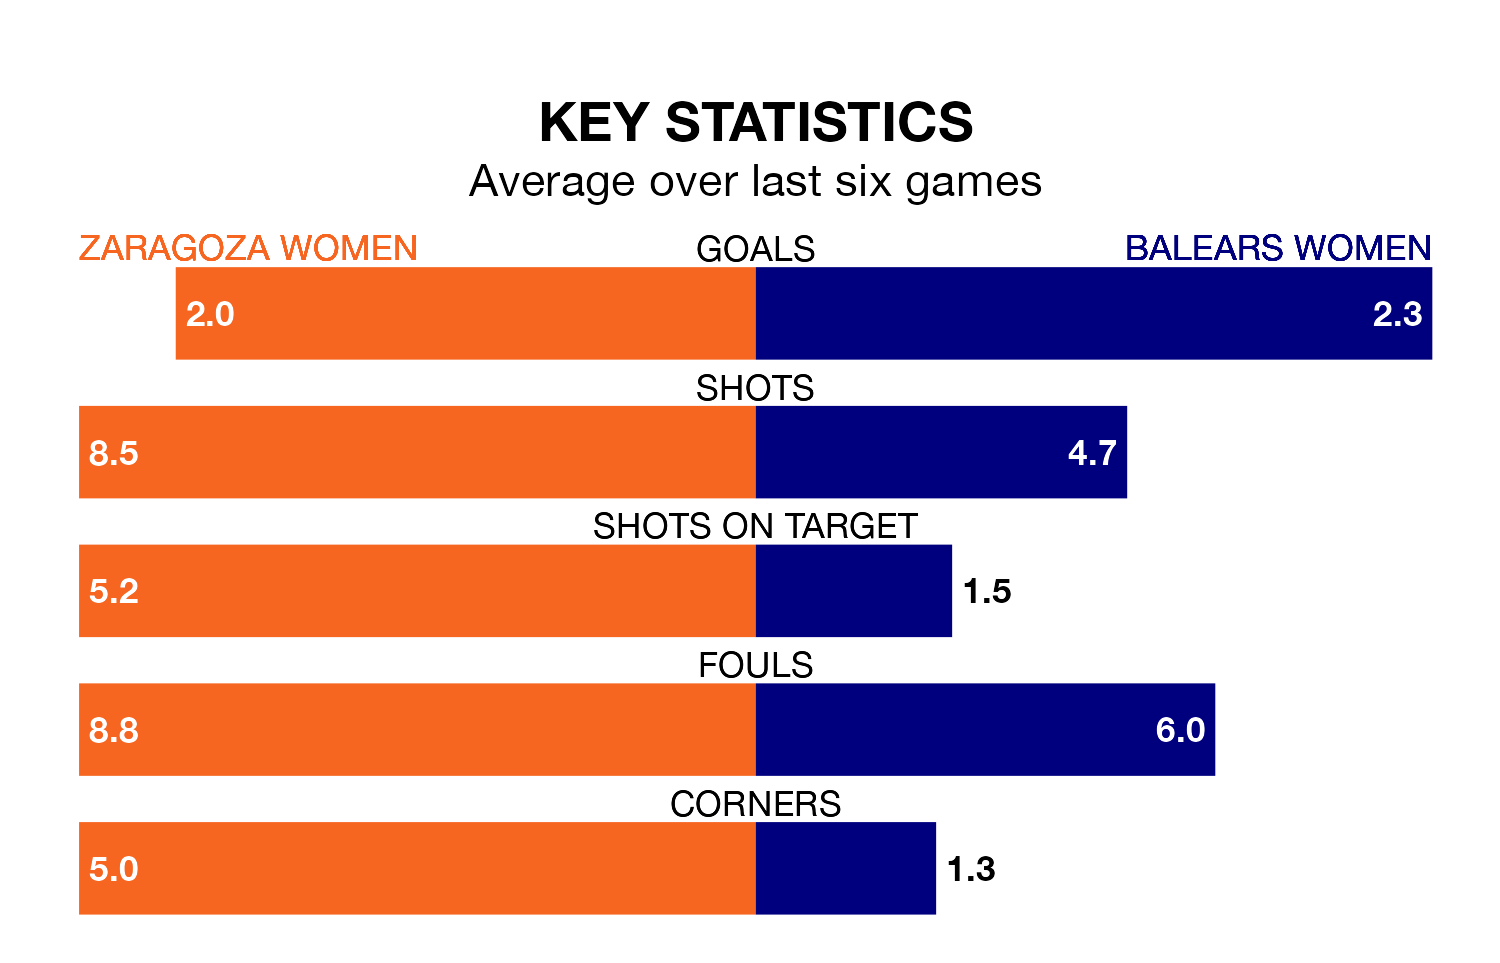 KEY STATISTICS
Average over last six games
ZARAGOZA WOMEN GOALS BALEARS WOMEN
2.0 2.3
SHOTS
8.5 4.7
SHOTS ON TARGET
5.2 1.5
FOULS
8.8 6.0
CORNERS
5.0 1.3